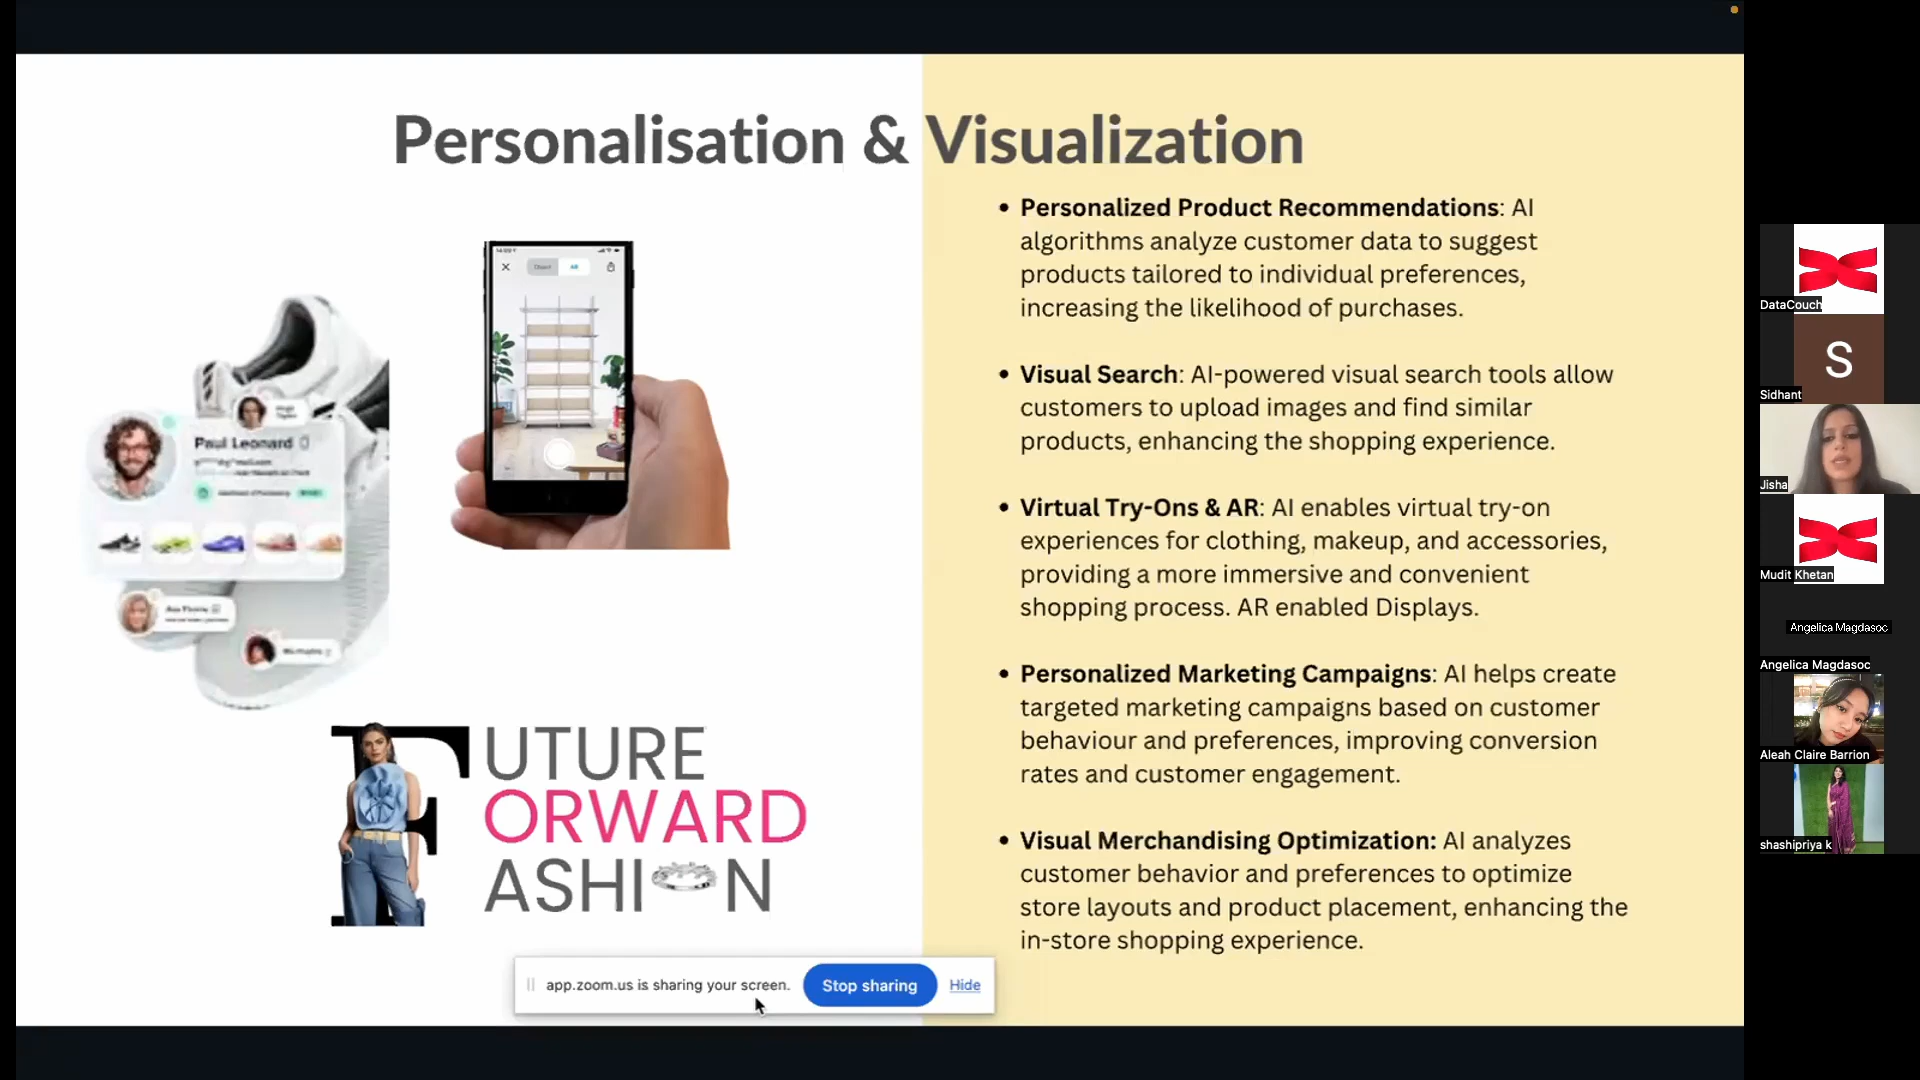 Personalisation & Visualization
• Personalized Product Recommendations: AI
algorithms analyze customer data to suggest
products tailored to individual preferences,
increasing the likelihood of purchases.
• Visual Search: AI-powered visual search tools allow
customers to upload images and find similar
products, enhancing the shopping experience.
• Virtual Try-Ons & AR: AI enables virtual try-on
experiences for clothing, makeup, and accessories,
providing a more immersive and convenient
shopping process. AR enabled Displays.
• Personalized Marketing Campaigns: AI helps create
targeted marketing campaigns based on customer
behaviour and preferences, improving conversion
rates and customer engagement.
• Visual Merchandising Optimization: AI analyzes
customer behavior and preferences to optimize
store layouts and product placement, enhancing the
in-store shopping experience.
Object AR
Paul Leonard
FUTURE
ORWARD
ASHION
app.zoom.us is sharing your screen. Stop sharing Hide
DataCouch
S
Sidhant
Jisha
Mudit Khetan
Angelica Magdasoc
Angelica Magdasoc
Aleah Claire Barrion
shashipriya k